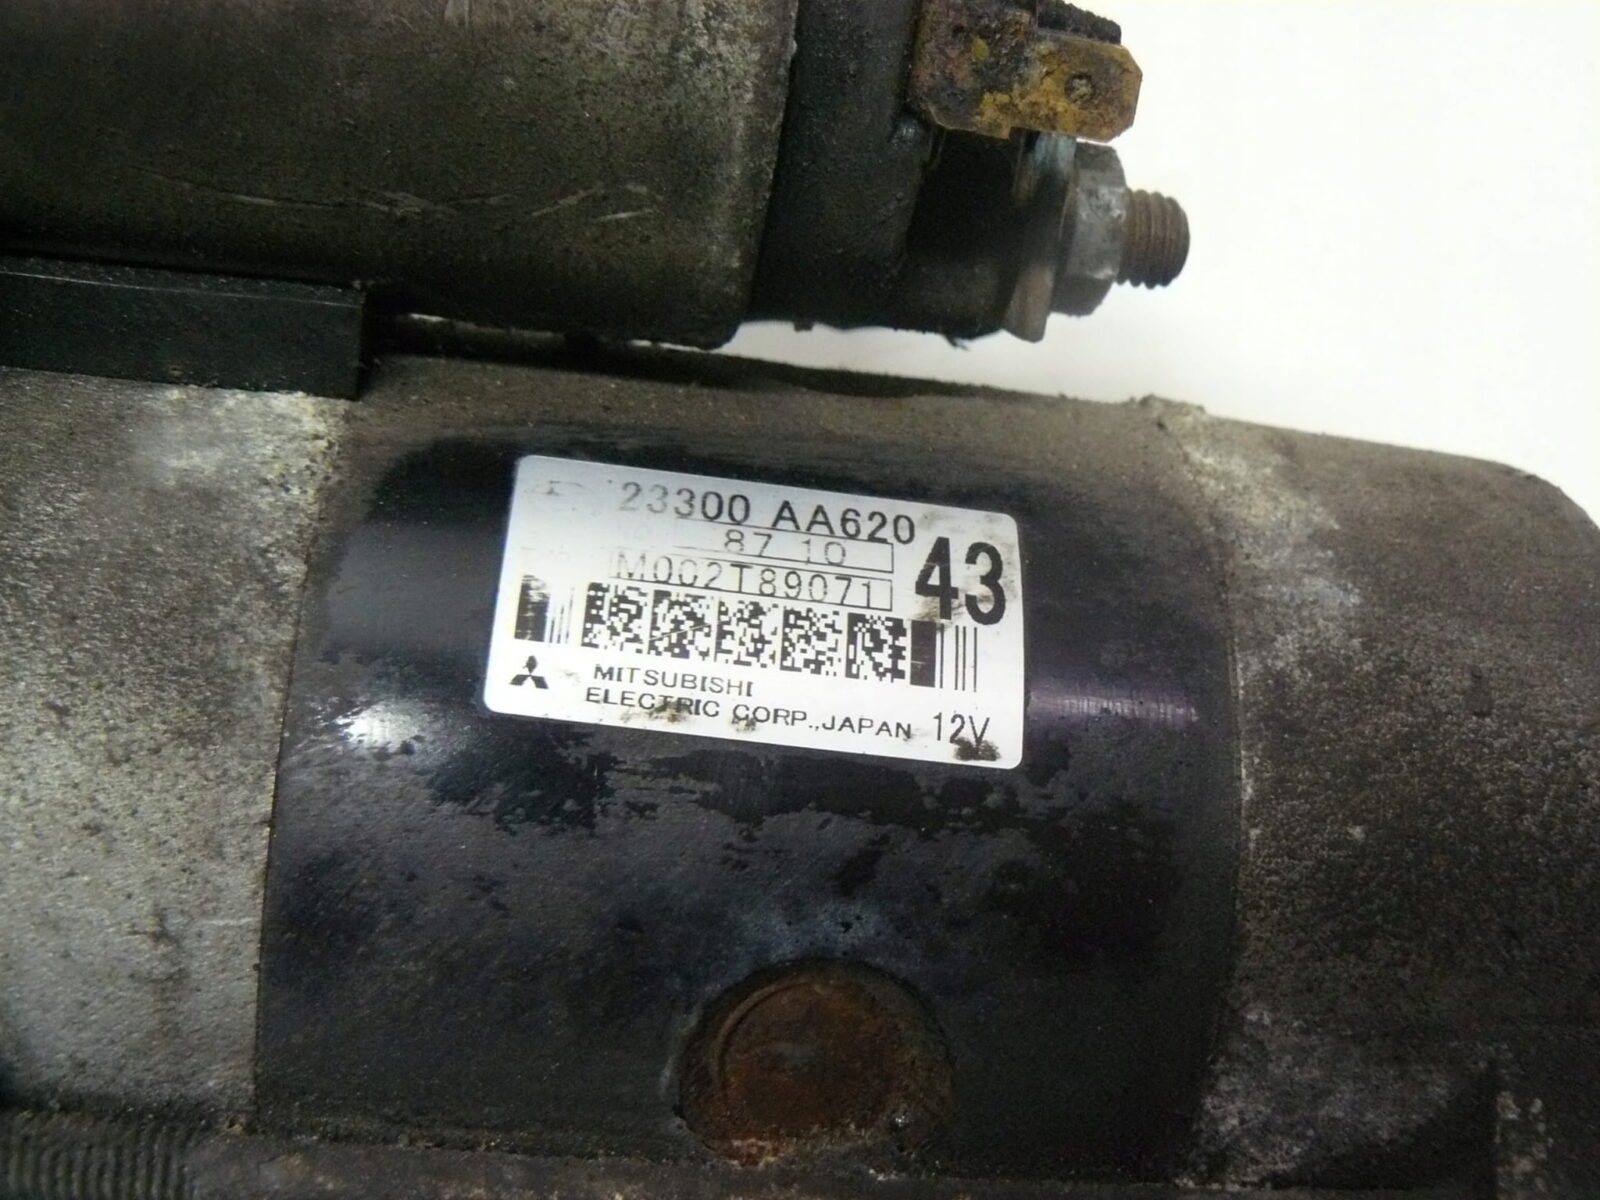 23300 AA620
87 10
43
M002T89071
MITSUBISHI
ELECTRIC CORP.,JAPAN 12V